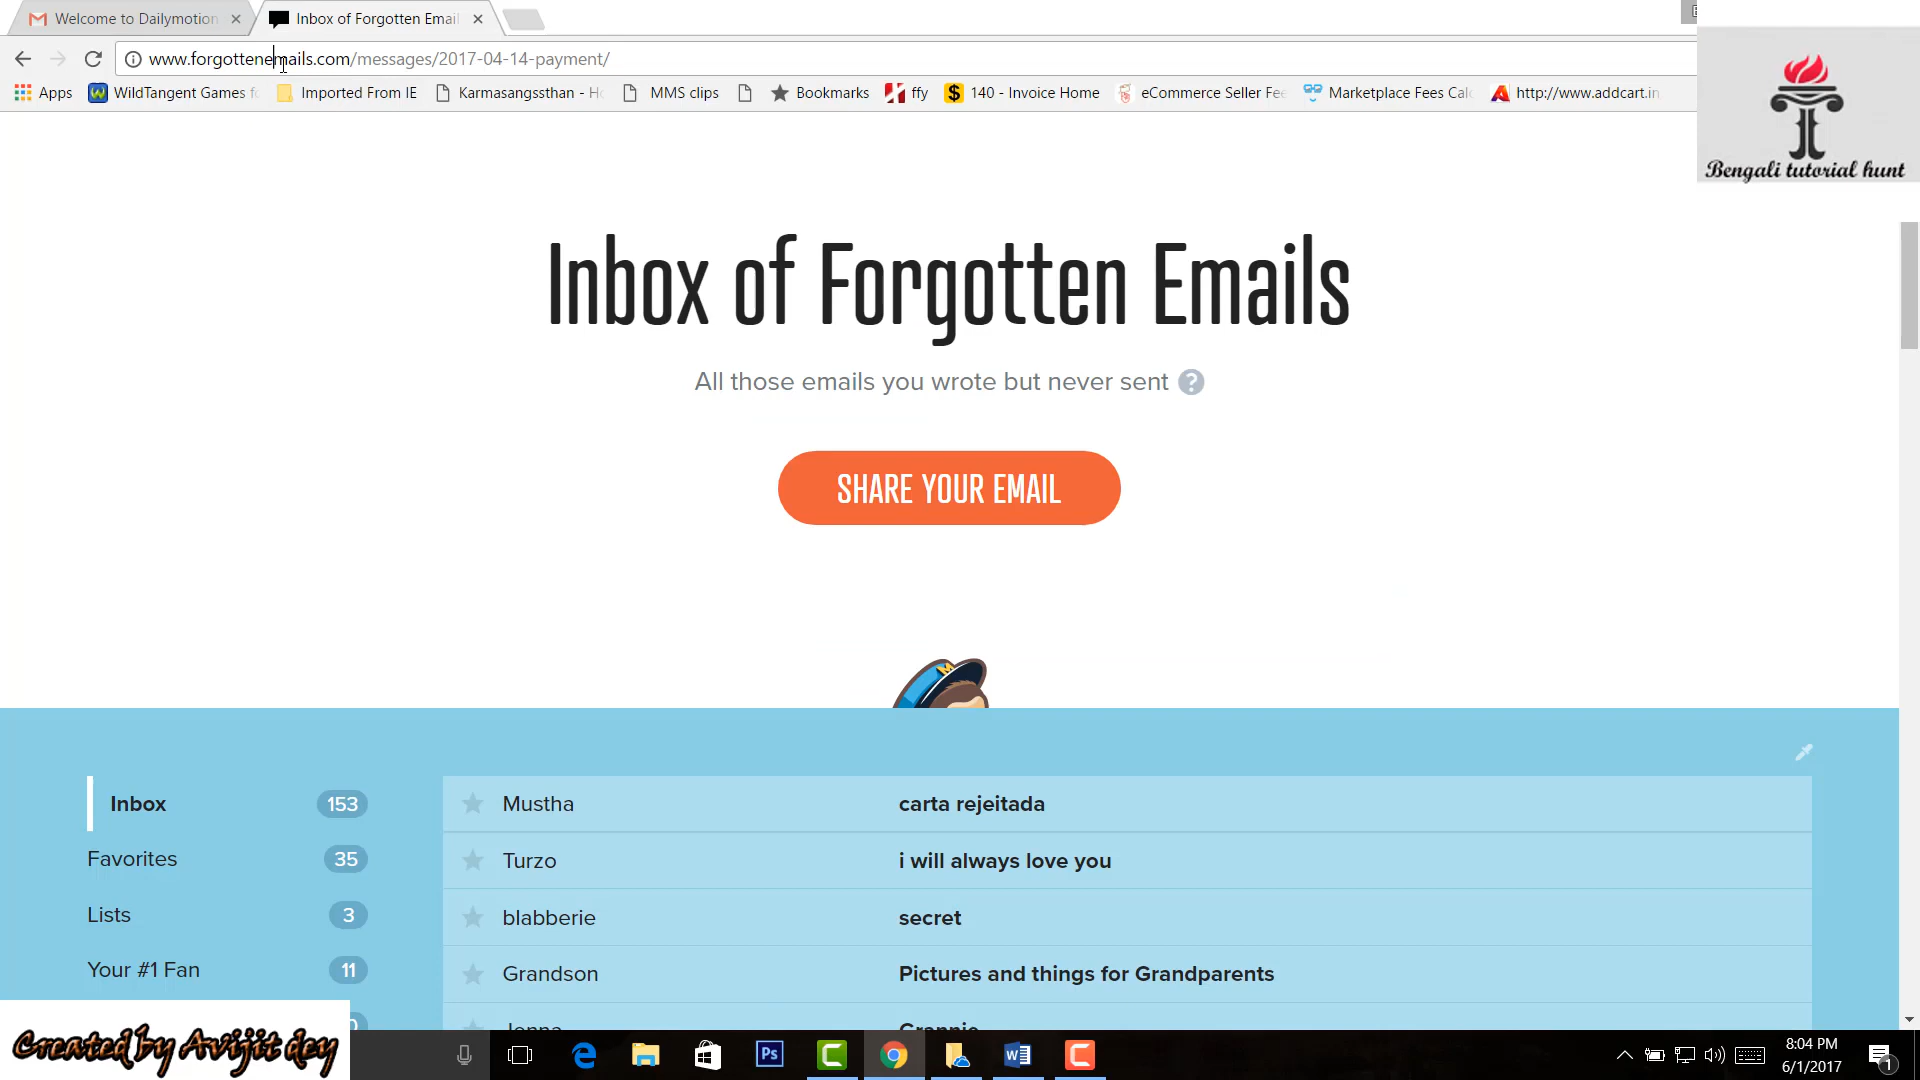 Welcome to Dailymotion
Inbox of Forgotten Email
www.forgottenemails.com/messages/2017-04-14-payment/
Apps
WildTangent Games
Imported From IE
Karmasangssthan - H
MMS clips
Bookmarks
ffy
140 - Invoice Home
eCommerce Seller Fe
Marketplace Fees Calc
http://www.addcart.in
Bengali tutorial hunt
Inbox of Forgotten Emails
All those emails you wrote but never sent ?
SHARE YOUR EMAIL
Inbox 153
Mustha carta rejeitada
Favorites 35
Turzo i will always love you
Lists 3
blabberie secret
Your #1 Fan 11
Grandson Pictures and things for Grandparents
Created by Avijit dey
8:04 PM
6/1/2017
1